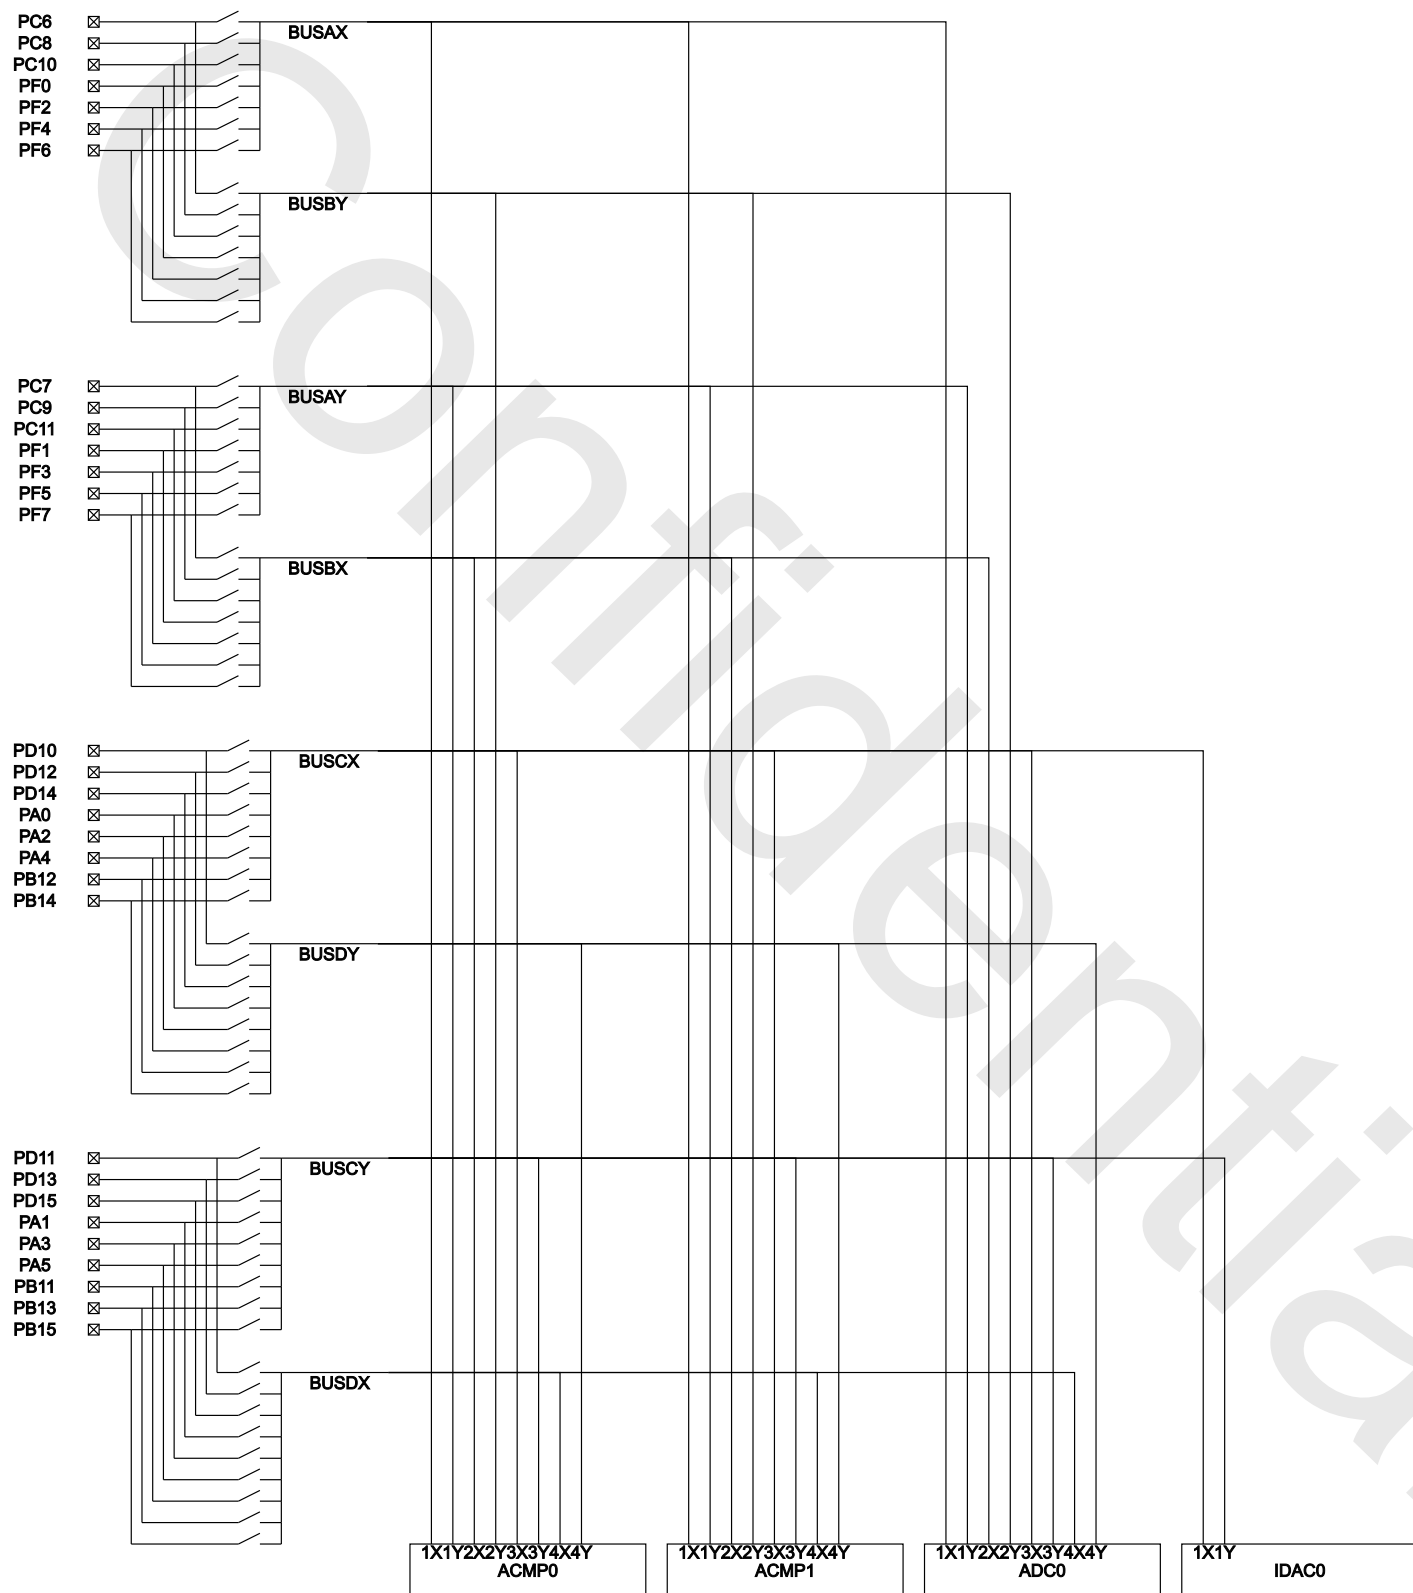 PC6
PC8
PC10
PF0
PF2
PF4
PF6
BUSAX
BUSBY
PC7
PC9
PC11
PF1
PF3
PF5
PF7
BUSAY
BUSBX
PD10
PD12
PD14
PA0
PA2
PA4
PB12
PB14
BUSCX
BUSDY
PD11
PD13
PD15
PA1
PA3
PA5
PB11
PB13
PB15
BUSCY
BUSDX
1X1Y2X2Y3X3Y4X4Y
ACMP0
1X1Y2X2Y3X3Y4X4Y
ACMP1
1X1Y2X2Y3X3Y4X4Y
ADC0
1X1Y
IDAC0
Confidential